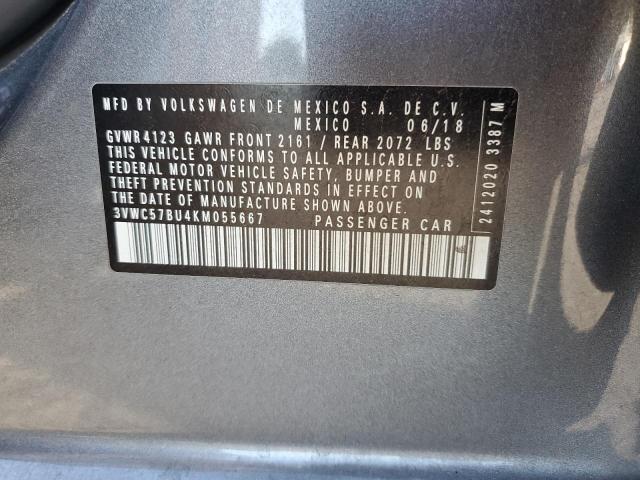 MFD BY VOLKSWAGEN DE MEXICO S.A. DE C.V.
MEXICO 06/18
GVWR 4123 GAWR FRONT 2161 / REAR 2072 LBS
THIS VEHICLE CONFORMS TO ALL APPLICABLE U.S.
FEDERAL MOTOR VEHICLE SAFETY, BUMPER AND
THEFT PREVENTION STANDARDS IN EFFECT ON
THE DATE OF MANUFACTURE SHOWN ABOVE.
3VWC57BU4KM055667 PASSENGER CAR
2412020 3387 M